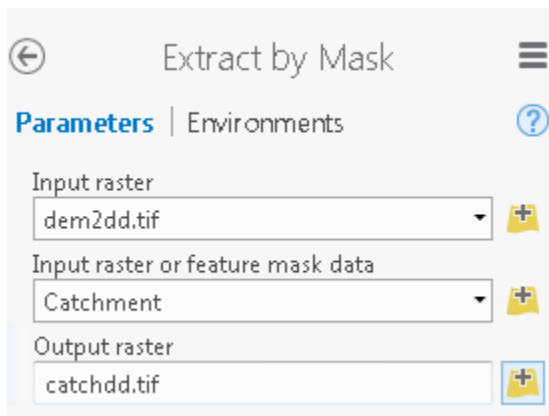 Extract by Mask
Parameters | Environments
?
Input raster
dem2dd.tif
Input raster or feature mask data
Catchment
Output raster
catchdd.tif